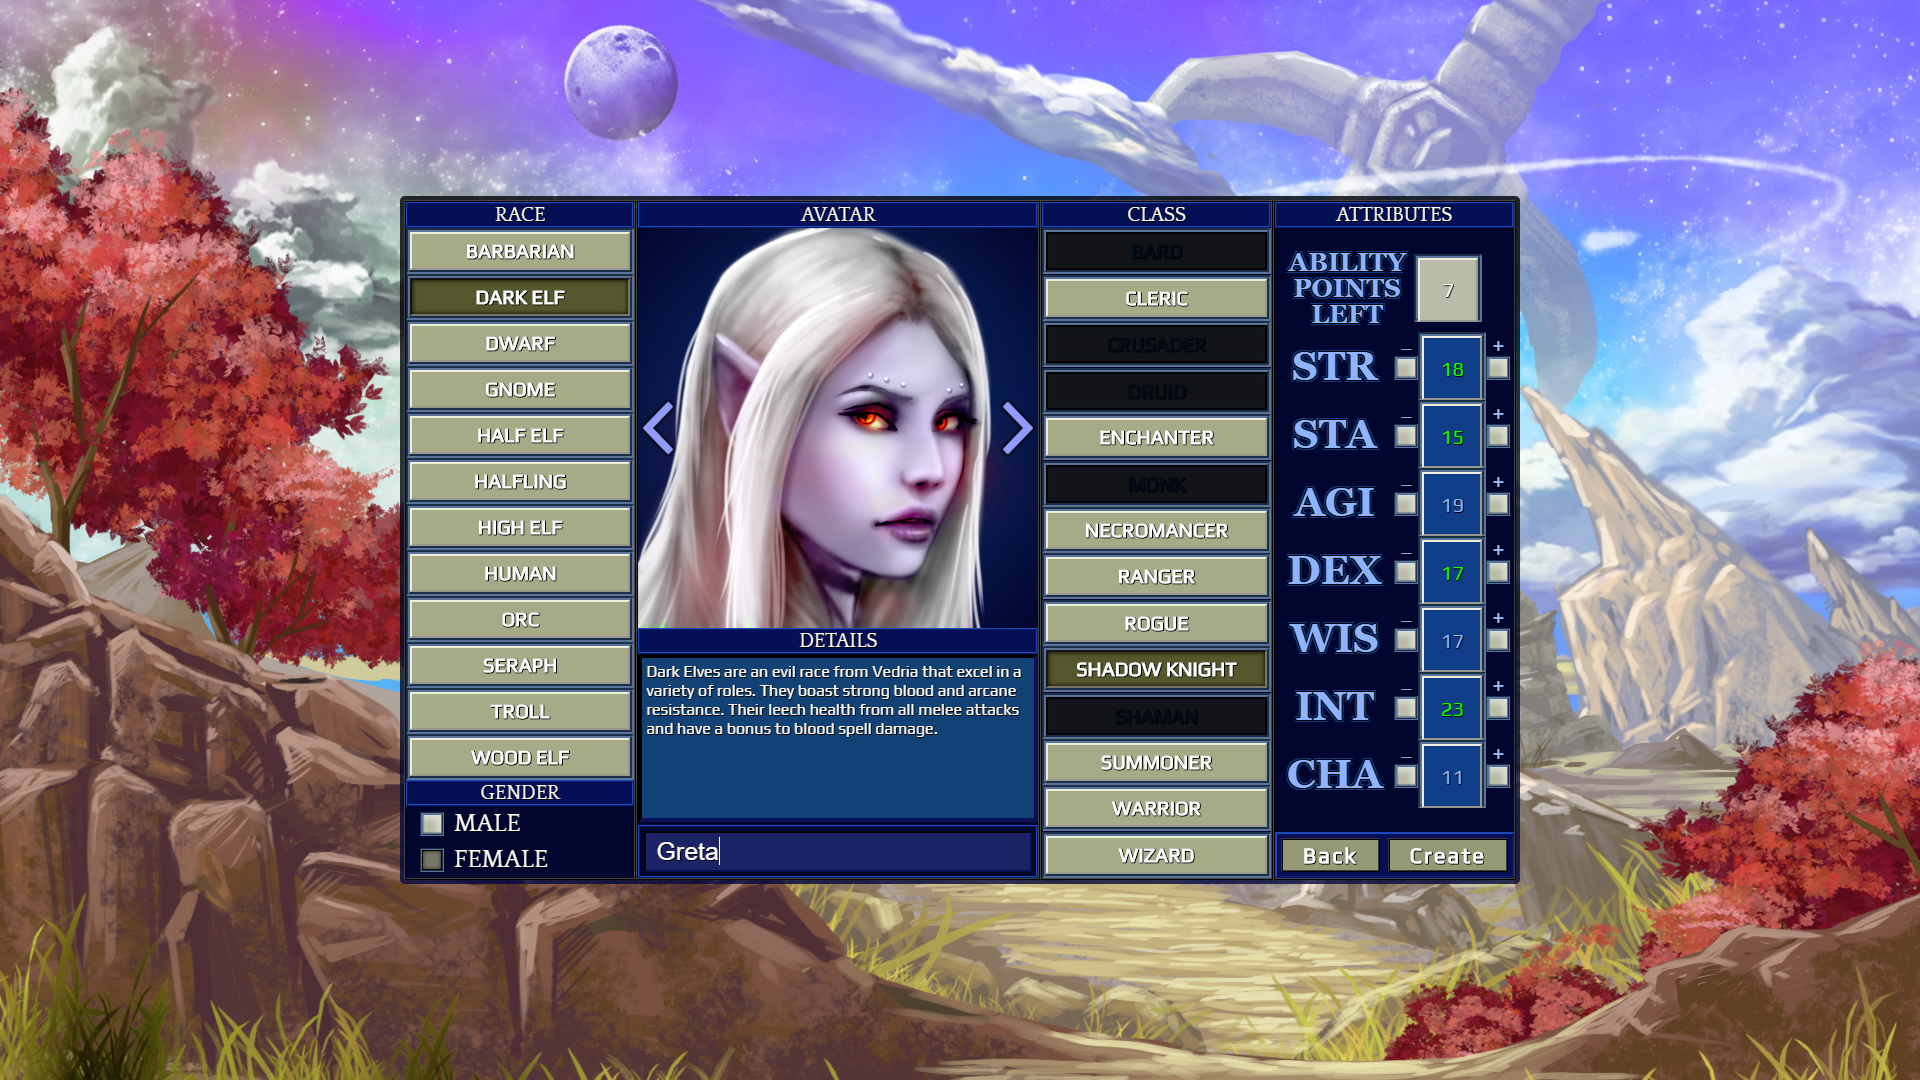 RACE
BARBARIAN
DARK ELF
DWARF
GNOME
HALF ELF
HALFLING
HIGH ELF
HUMAN
ORC
SERAPH
TROLL
WOOD ELF
GENDER
MALE
FEMALE
AVATAR
DETAILS
Dark Elves are an evil race from Vedria that excel in a
variety of roles. They boast strong blood and arcane
resistance. Their leech health from all melee attacks
and have a bonus to blood spell damage.
Greta
CLASS
BARD
CLERIC
CRUSADER
DRUID
ENCHANTER
MONK
NECROMANCER
RANGER
ROGUE
SHADOW KNIGHT
SHAMAN
SUMMONER
WARRIOR
WIZARD
ATTRIBUTES
ABILITY
POINTS
LEFT
7
STR - 18 +
STA - 15 +
AGI - 19 +
DEX - 17 +
WIS - 17 +
INT - 23 +
CHA - 11 +
Back Create